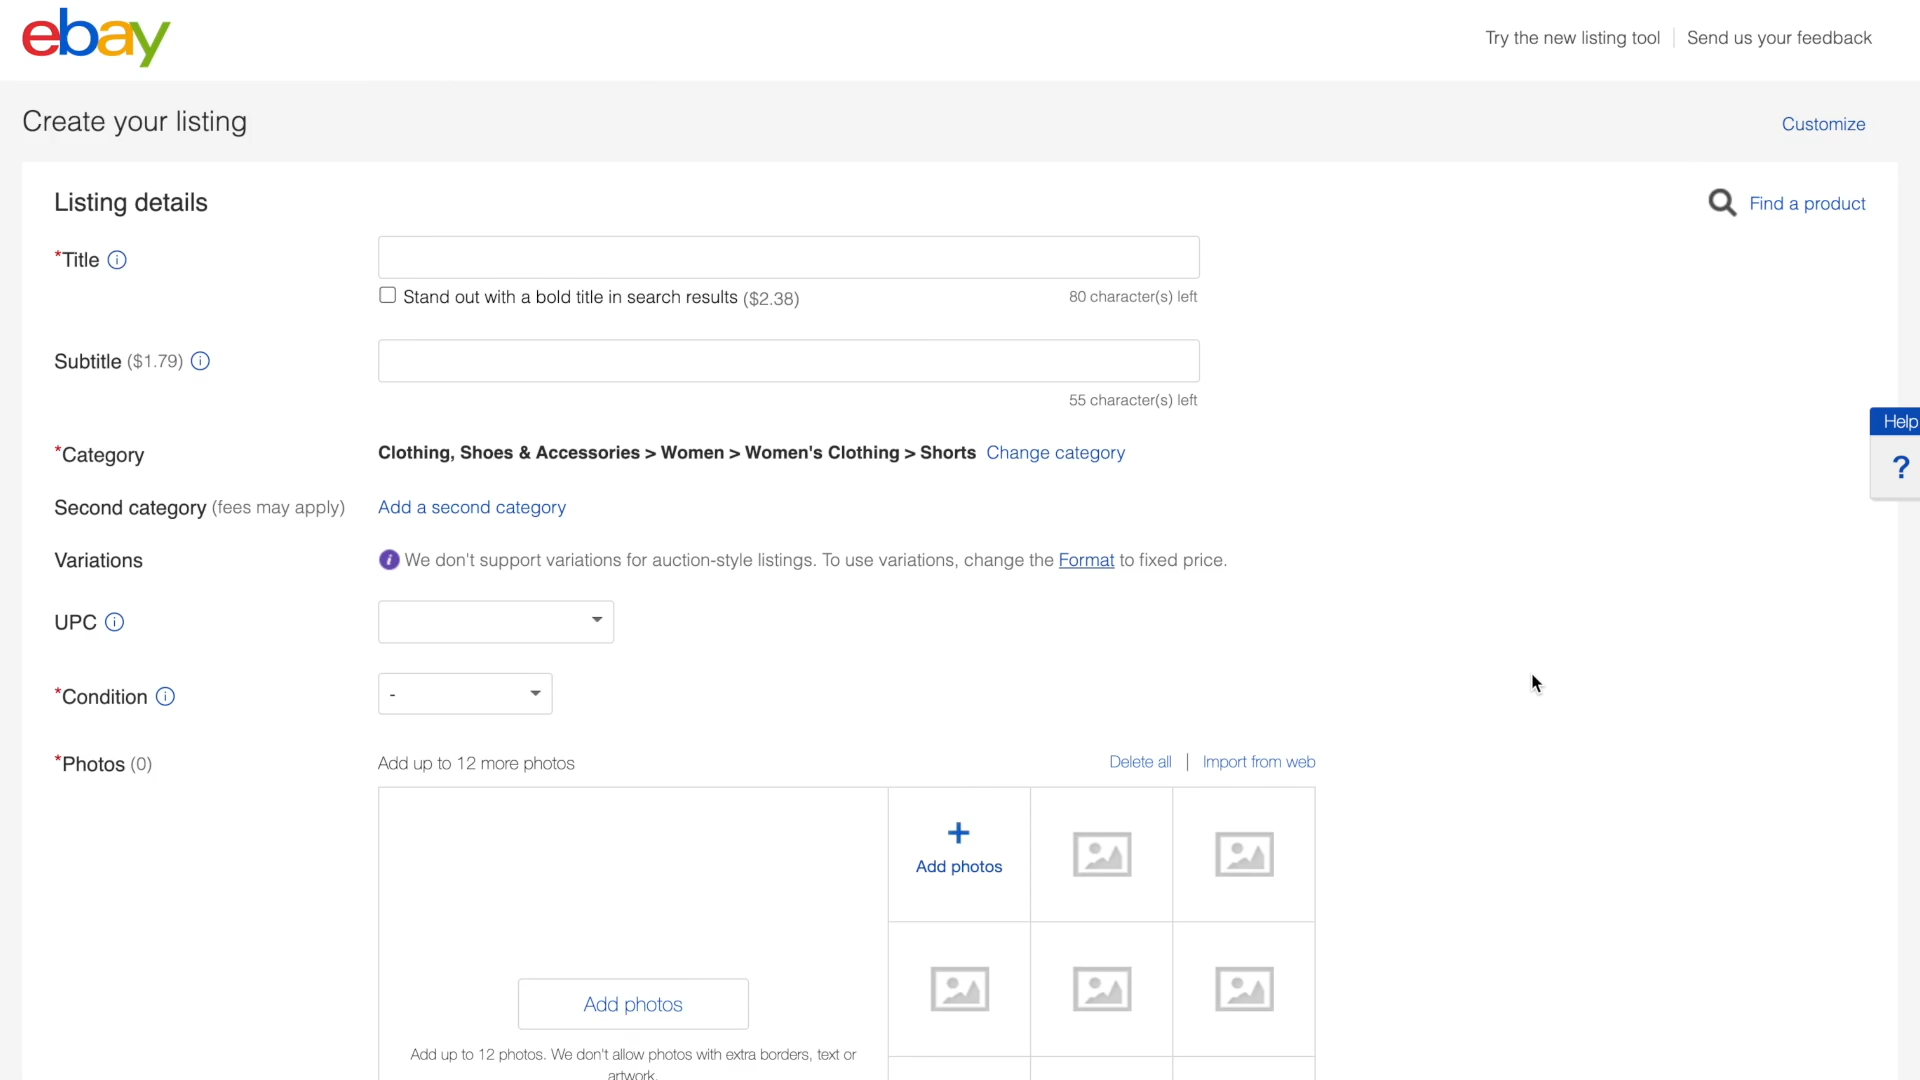 ebay
Try the new listing tool
Send us your feedback
Create your listing
Customize
Listing details
Find a product
*Title
Stand out with a bold title in search results ($2.38)
80 character(s) left
Subtitle ($1.79)
55 character(s) left
Help
?
*Category
Clothing, Shoes & Accessories > Women > Women's Clothing > Shorts Change category
Second category (fees may apply)
Add a second category
Variations
We don't support variations for auction-style listings. To use variations, change the Format to fixed price.
UPC
*Condition
-
*Photos (0)
Add up to 12 more photos
Delete all | Import from web
+
Add photos
Add photos
Add up to 12 photos. We don't allow photos with extra borders, text or
artwork.